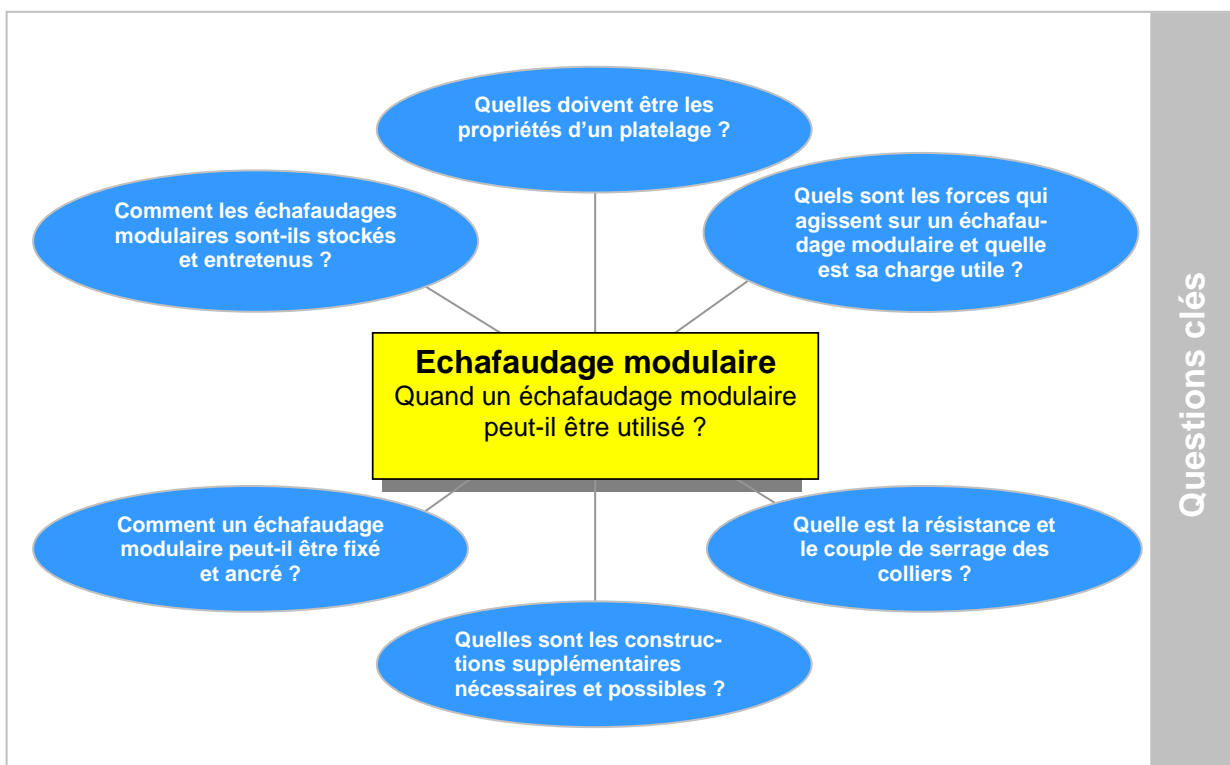 Quelles doivent être les
propriétés d’un platelage ?
Comment les échafaudages
modulaires sont-ils stockés
et entretenus ?
Quels sont les forces qui
agissent sur un échafau-
dage modulaire et quelle
est sa charge utile ?
Echafaudage modulaire
Quand un échafaudage modulaire
peut-il être utilisé ?
Comment un échafaudage
modulaire peut-il être fixé
et ancré ?
Quelle est la résistance et
le couple de serrage des
colliers ?
Quelles sont les construc-
tions supplémentaires
nécessaires et possibles ?
Questions clés